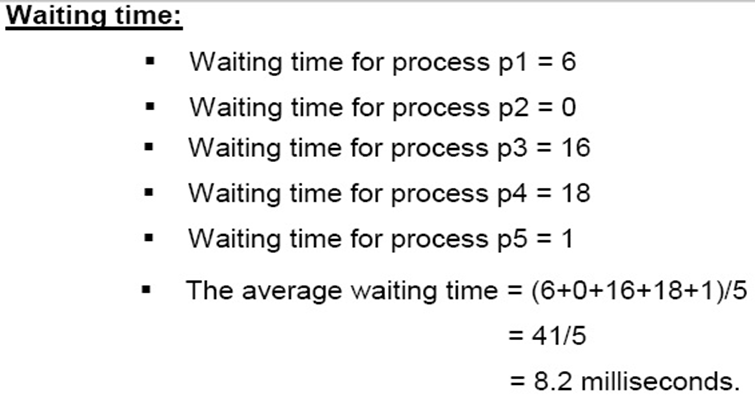 Waiting time:
▪ Waiting time for process p1 = 6
▪ Waiting time for process p2 = 0
▪ Waiting time for process p3 = 16
▪ Waiting time for process p4 = 18
▪ Waiting time for process p5 = 1
▪ The average waiting time = (6+0+16+18+1)/5
= 41/5
= 8.2 milliseconds.